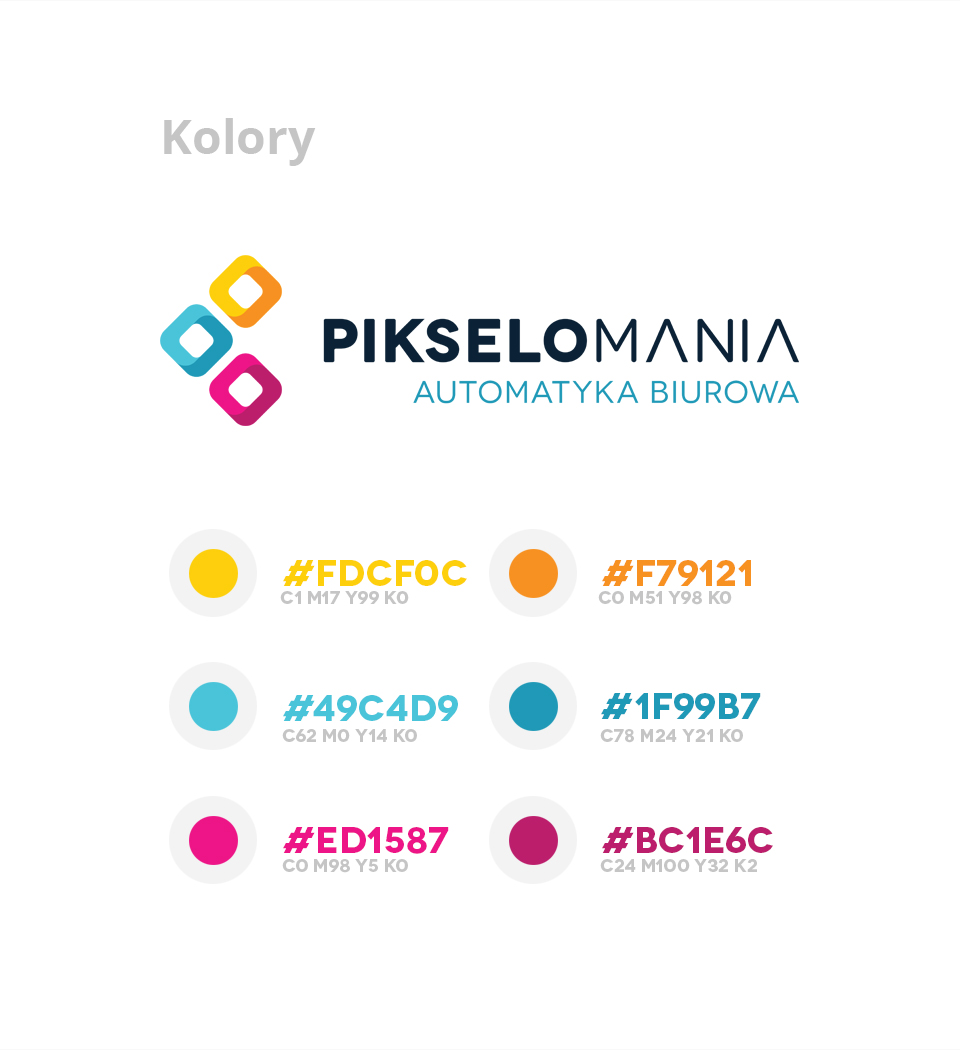 Kolory
PIKSELOMANIA
AUTOMATYKA BIUROWA
#FDCF0C
C1 M17 Y99 K0
#F79121
C0 M51 Y98 K0
#49C4D9
C62 M0 Y14 K0
#1F99B7
C78 M24 Y21 K0
#ED1587
C0 M98 Y5 K0
#BC1E6C
C24 M100 Y32 K2